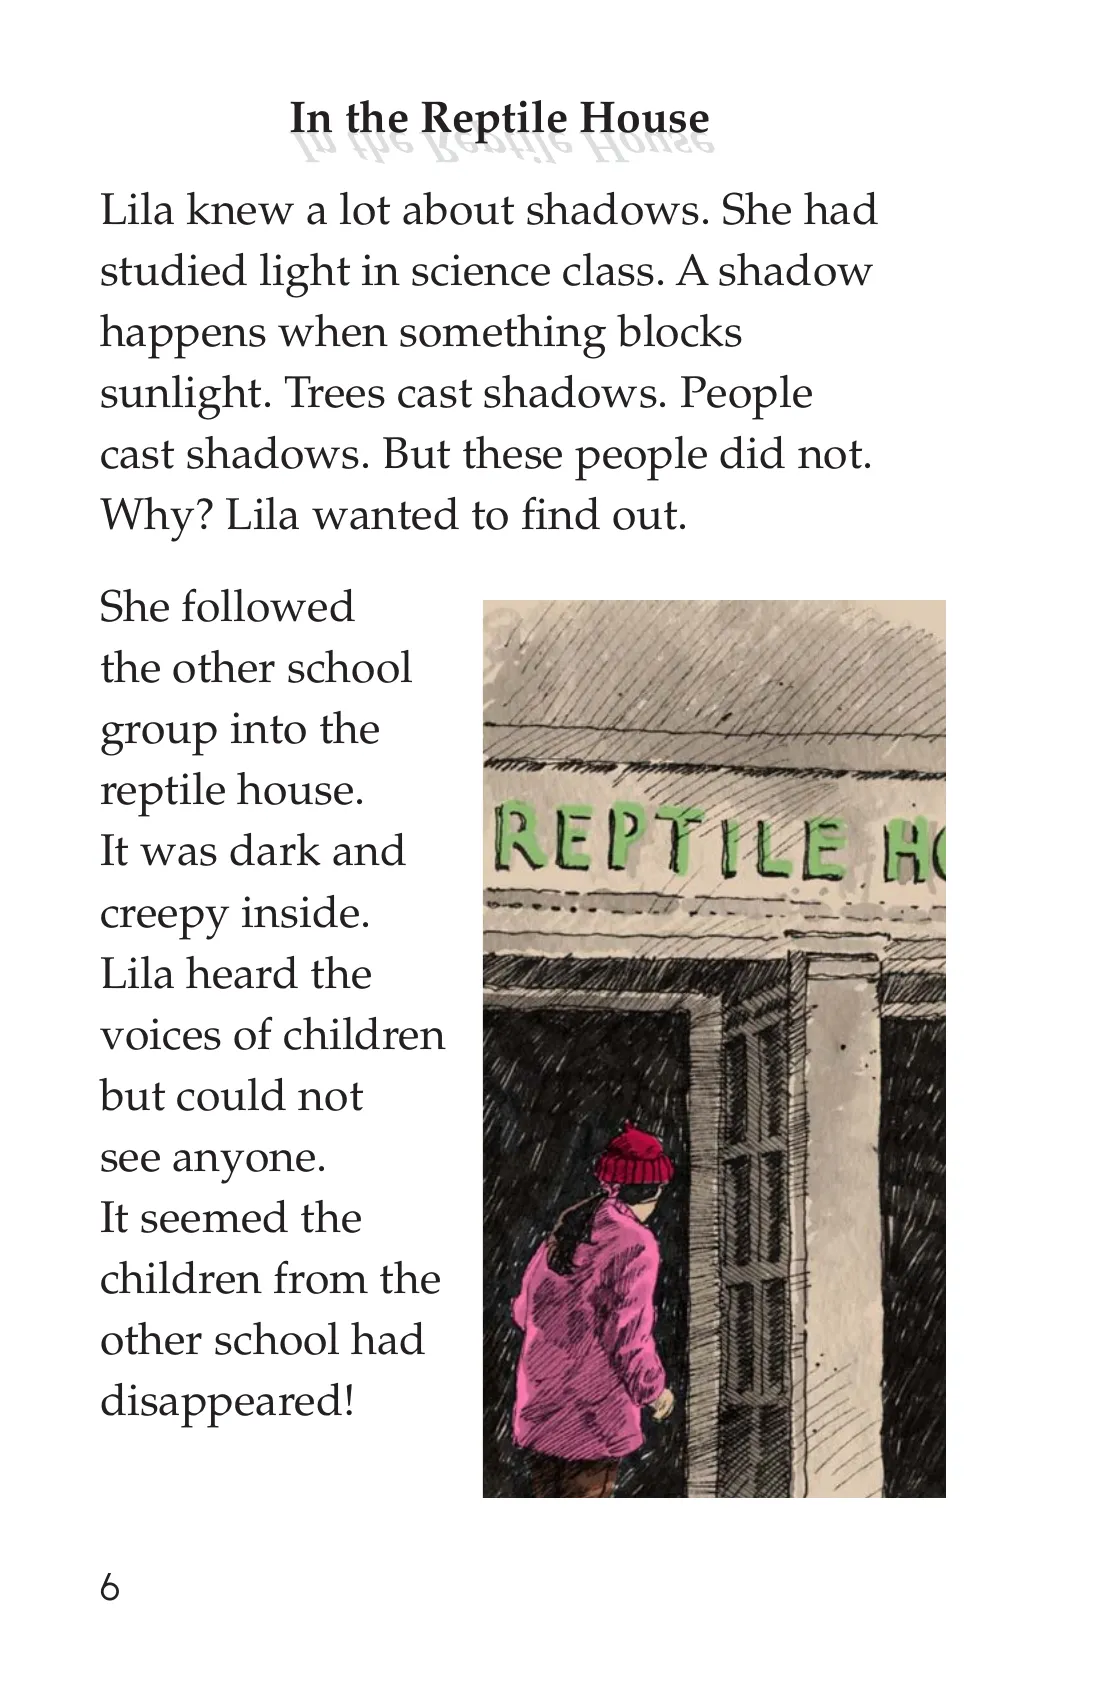 In the Reptile House
Lila knew a lot about shadows. She had
studied light in science class. A shadow
happens when something blocks
sunlight. Trees cast shadows. People
cast shadows. But these people did not.
Why? Lila wanted to find out.
She followed
the other school
group into the
reptile house.
It was dark and
creepy inside.
Lila heard the
voices of children
but could not
see anyone.
It seemed the
children from the
other school had
disappeared!
REPTILE HO
6